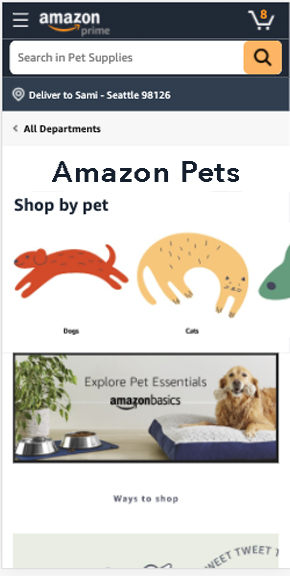 amazon
prime
8
Search in Pet Supplies
Deliver to Sami - Seattle 98126
All Departments
Amazon Pets
Shop by pet
Dogs
Cats
Explore Pet Essentials
amazonbasics
Ways to shop
TWEET TWEET